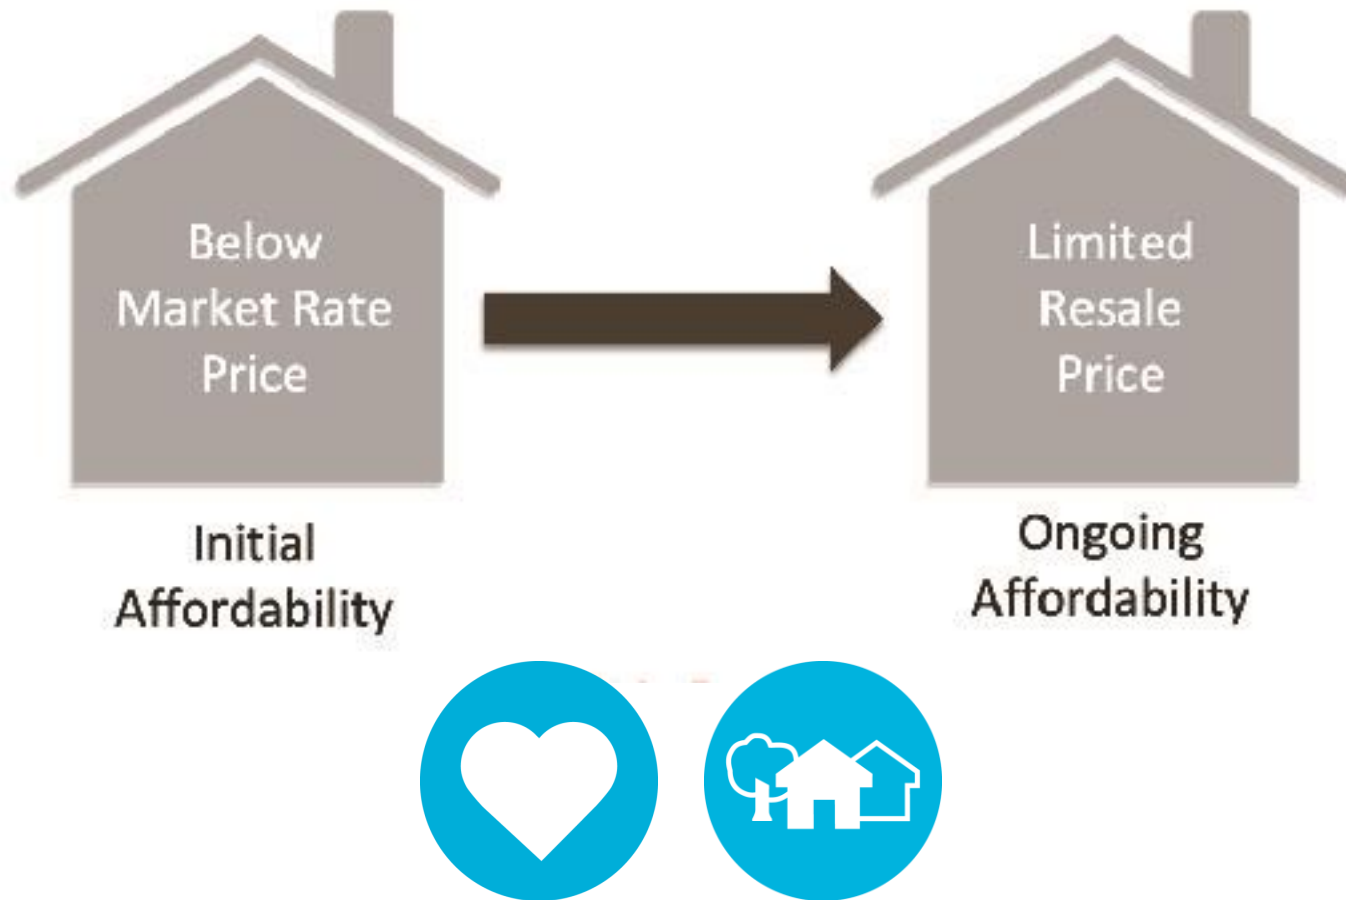 Below
Market Rate
Price
Initial
Affordability
Limited
Resale
Price
Ongoing
Affordability